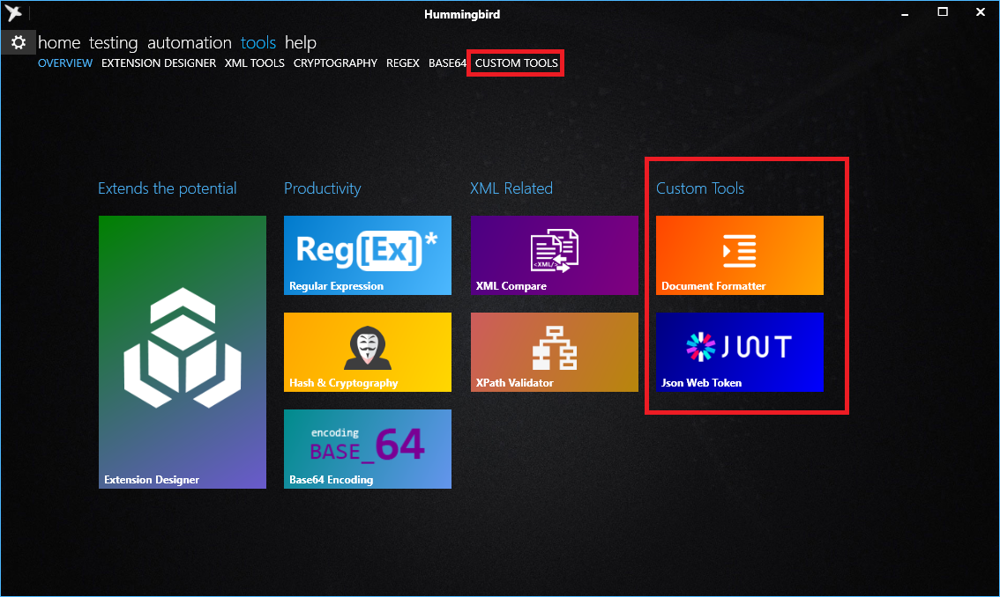 Hummingbird
home testing automation tools help
OVERVIEW EXTENSION DESIGNER XML TOOLS CRYPTOGRAPHY REGEX BASE64 CUSTOM TOOLS
Extends the potential
Extension Designer
Productivity
Reg[Ex]*
Regular Expression
Hash & Cryptography
encoding
BASE_64
Base64 Encoding
XML Related
<XML/>
XML Compare
XPath Validator
Custom Tools
Document Formatter
JWT
Json Web Token